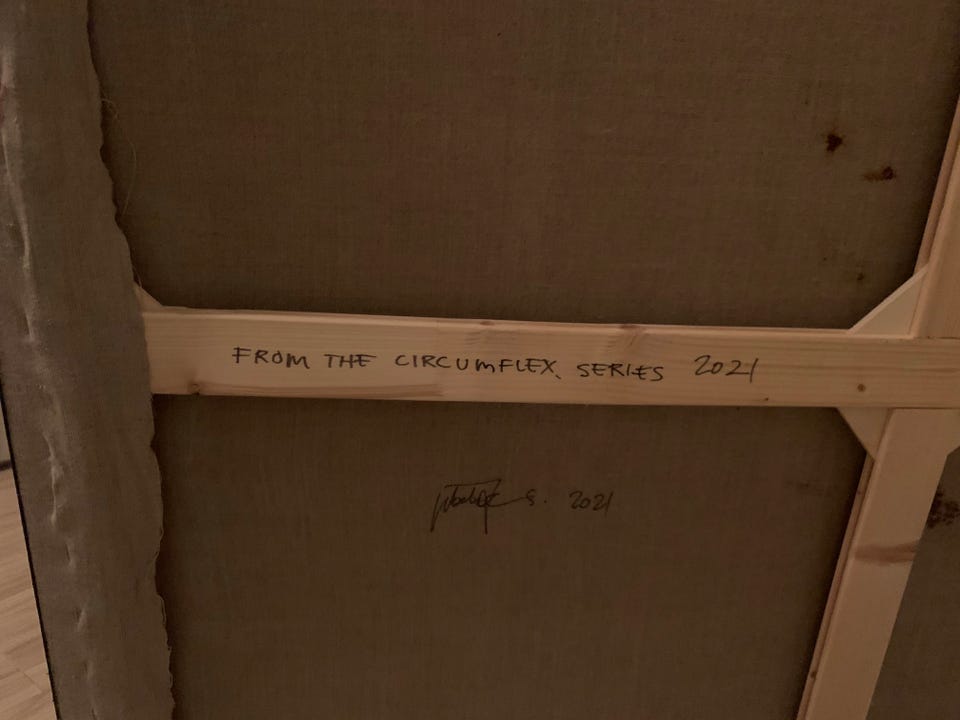 FROM THE CIRCUMFLEX SERIES 2021
S. 2021